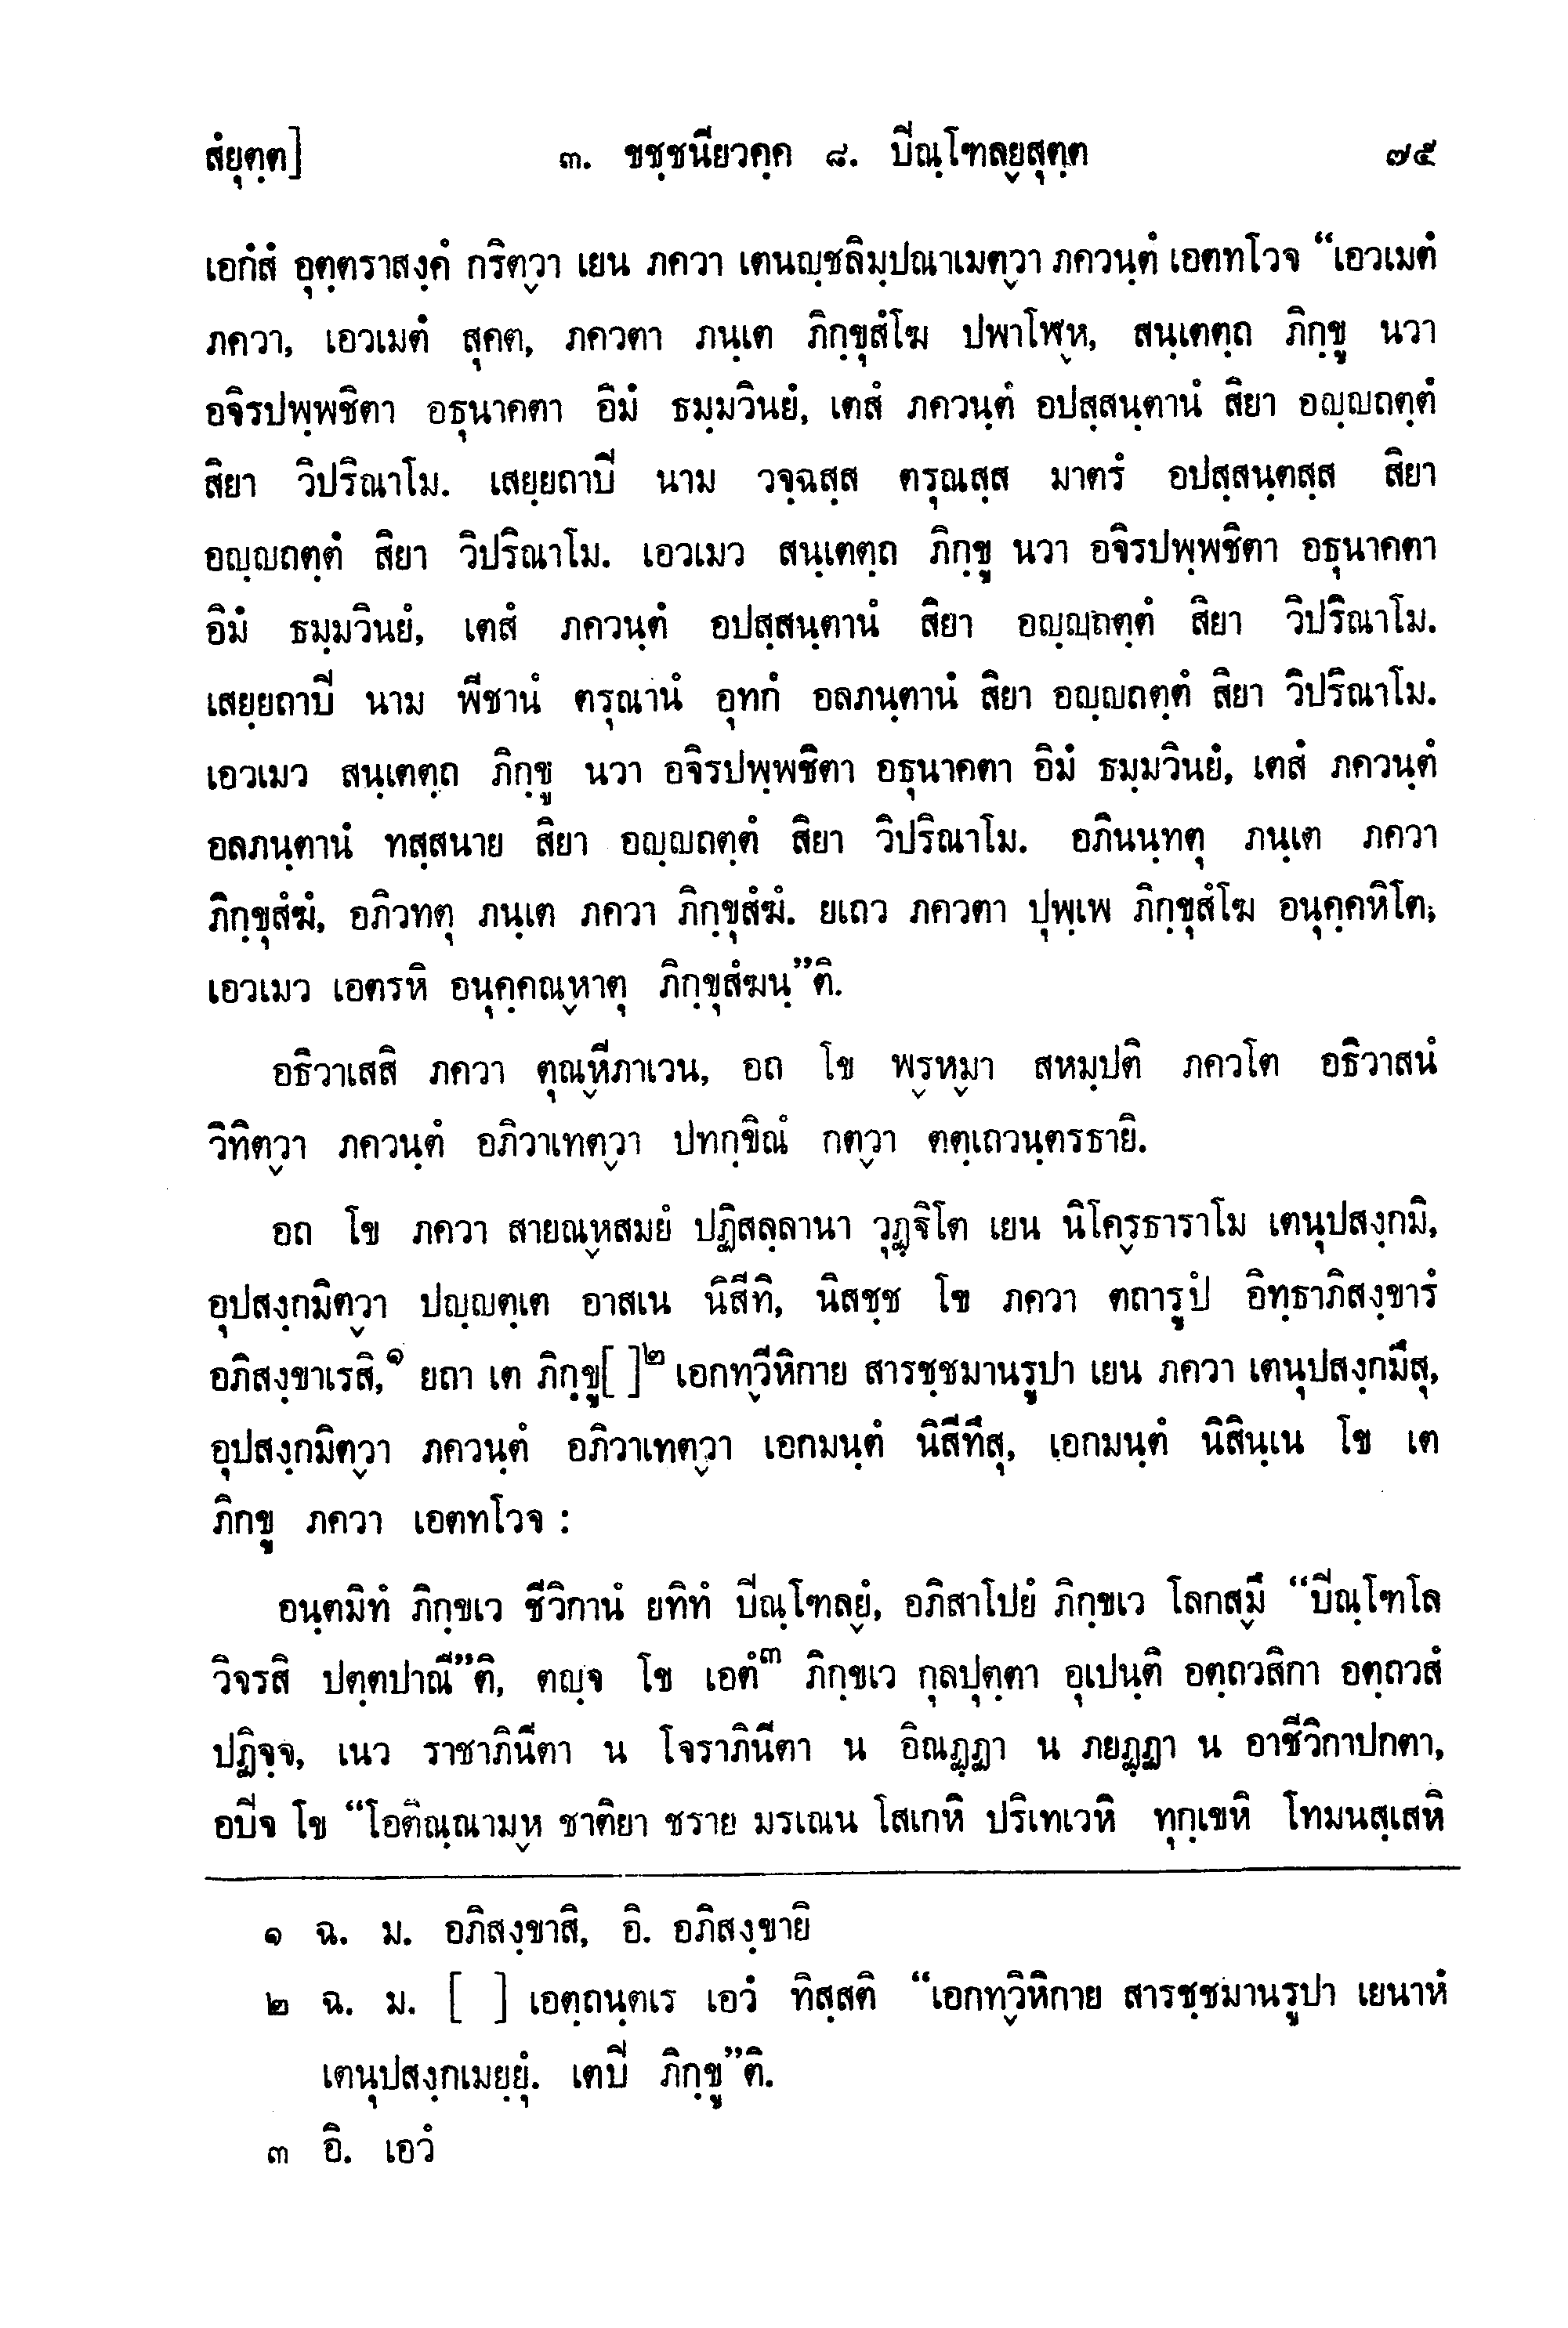 สํยุตฺต]	๓. ขชฺชนียวคฺค ๘. ปิณฺโฑลฺยสุตฺต	๗๕
เอกํสํ อุตฺตราสงฺคํ กริตฺวา เยน ภควา เตนญฺชลิมฺปณาเมตฺวา ภควนฺตํ เอตทโวจ “เอวเมตํ
ภควา, เอวเมตํ สุคต, ภควตา ภนฺเต ภิกฺขุสํโฆ ปพาโฬฺห, สนฺเตตฺถ ภิกฺขู นวา
อจิรปพฺพชิตา อธุนาคตา อิมํ ธมฺมวินยํ, เตสํ ภควนฺตํ อปสฺสนฺตานํ สิยา อญฺญถตฺตํ
สิยา วิปริณาโม. เสยฺยถาปิ นาม วจฺฉสฺส ตรุณสฺส มาตรํ อปสฺสนฺตสฺส สิยา
อญฺญถตฺตํ สิยา วิปริณาโม. เอวเมว สนฺเตตฺถ ภิกฺขู นวา อจิรปพฺพชิตา อธุนาคตา
อิมํ ธมฺมวินยํ, เตสํ ภควนฺตํ อปสฺสนฺตานํ สิยา อญฺญถตฺตํ สิยา วิปริณาโม.
เสยฺยถาปิ นาม พีชานํ ตรุณานํ อุทกํ อลภนฺตานํ สิยา อญฺญถตฺตํ สิยา วิปริณาโม.
เอวเมว สนฺเตตฺถ ภิกฺขู นวา อจิรปพฺพชิตา อธุนาคตา อิมํ ธมฺมวินยํ, เตสํ ภควนฺตํ
อลภนฺตานํ ทสฺสนาย สิยา อญฺญถตฺตํ สิยา วิปริณาโม. อภินนฺทตุ ภนฺเต ภควา
ภิกฺขุสํฆํ, อภิวทตุ ภนฺเต ภควา ภิกฺขุสํฆํ. ยเถว ภควตา ปุพฺเพ ภิกฺขุสํโฆ อนุคฺคหิโต,
เอวเมว เอตรหิ อนุคฺคณฺหาตุ ภิกฺขุสํฆนฺ”ติ.
อธิวาเสสิ ภควา ตุณฺหีภาเวน, อถ โข พฺรหฺมา สหมฺปติ ภควโต อธิวาสนํ
วิทิตฺวา ภควนฺตํ อภิวาเทตฺวา ปทกฺขิณํ กตฺวา ตตฺเถวนฺตรธายิ.
อถ โข ภควา สายณฺหสมยํ ปฏิสลฺลานา วุฏฺฐิโต เยน นิโคฺรธาราโม เตนุปสงฺกมิ,
อุปสงฺกมิตฺวา ปญฺญตฺเต อาสเน นิสีทิ, นิสชฺช โข ภควา ตถารูปํ อิทฺธาภิสงฺขารํ
อภิสงฺขาเรสิ,๑ ยถา เต ภิกฺขู[ ]๒ เอกทฺวีหิกาย สารชฺชมานรูปา เยน ภควา เตนุปสงฺกมึสุ,
อุปสงฺกมิตฺวา ภควนฺตํ อภิวาเทตฺวา เอกมนฺตํ นิสีทึสุ, เอกมนฺตํ นิสินฺเน โข เต
ภิกขู ภควา เอตทโวจ :
อนฺตมิทํ ภิกฺขเว ชีวิกานํ ยทิทํ ปิณฺโฑลฺยํ, อภิสาโปยํ ภิกฺขเว โลกสฺมึ “ปิณฺโฑโล
วิจรสิ ปตฺตปาณี”ติ, ตญฺจ โข เอตํ๓ ภิกฺขเว กุลปุตฺตา อุเปนฺติ อตฺถวสิกา อตฺถวสํ
ปฏิจฺจ, เนว ราชาภินีตา น โจราภินีตา น อิณฏฺฏา น ภยฏฺฏา น อาชีวิกาปกตา,
อปิจ โข “โอติณฺณามฺห ชาติยา ชราย มรเณน โสเกหิ ปริเทเวหิ ทุกฺเขหิ โทมนสฺเสหิ
๑ ฉ. ม. อภิสงฺขาสิ, อิ. อภิสงฺขายิ
๒ ฉ. ม. [ ] เอตฺถนฺตเร เอวํ ทิสฺสติ “เอกทฺวิหิกาย สารชฺชมานรูปา เยนาหํ
เตนุปสงฺกเมยฺยุํ. เตปิ ภิกฺขู”ติ.
๓ อิ. เอวํ